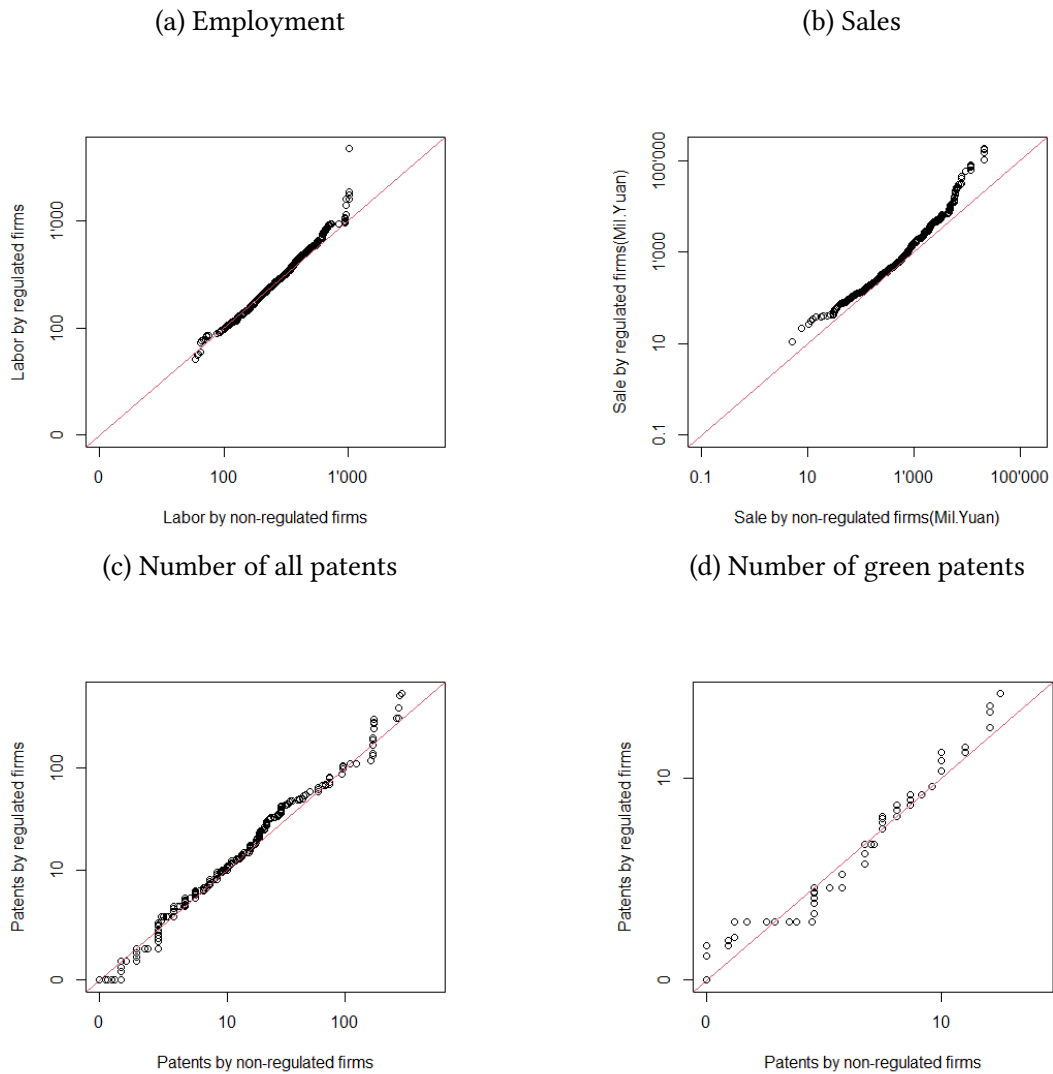 (a) Employment
Labor by regulated firms
1'000
100
0
0
100
1'000
Labor by non-regulated firms
(b) Sales
Sale by regulated firms(Mil.Yuan)
100'000
1'000
10
0.1
0.1
10
1'000
100'000
Sale by non-regulated firms(Mil.Yuan)
(c) Number of all patents
Patents by regulated firms
100
10
0
0
10
100
Patents by non-regulated firms
(d) Number of green patents
Patents by regulated firms
10
0
0
10
Patents by non-regulated firms